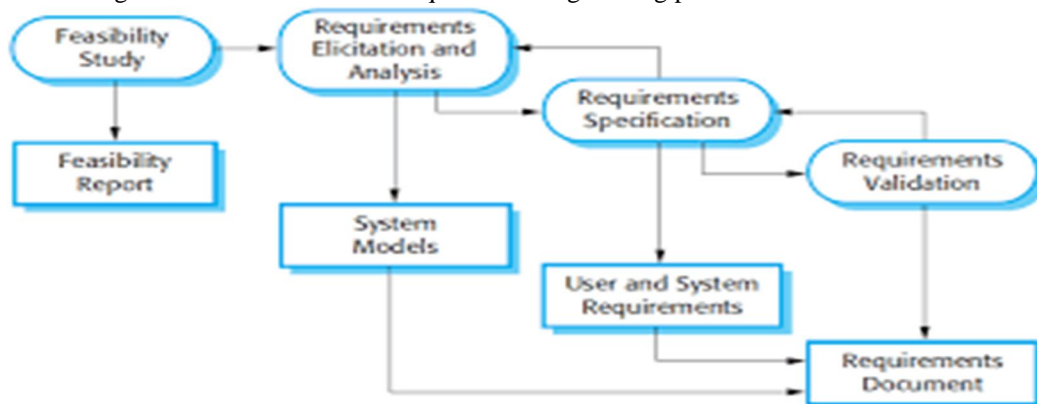 Feasibility
Study
Requirements
Elicitation and
Analysis
Requirements
Specification
Feasibility
Report
Requirements
Validation
System
Models
User and System
Requirements
Requirements
Document